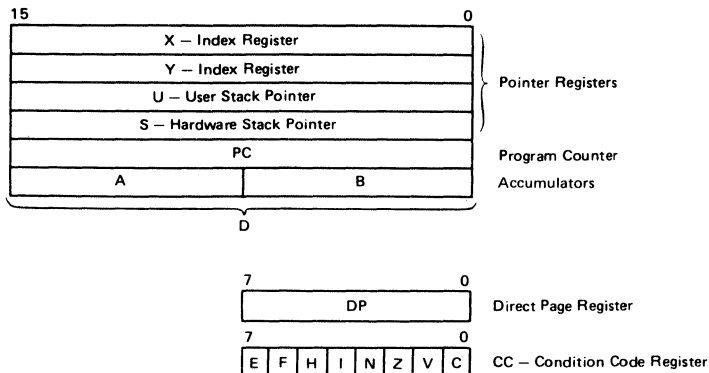 15 0
X – Index Register
Y – Index Register
U – User Stack Pointer
S – Hardware Stack Pointer
Pointer Registers
PC Program Counter
A B Accumulators
D
7 0
DP Direct Page Register
7 0
E F H I N Z V C CC – Condition Code Register